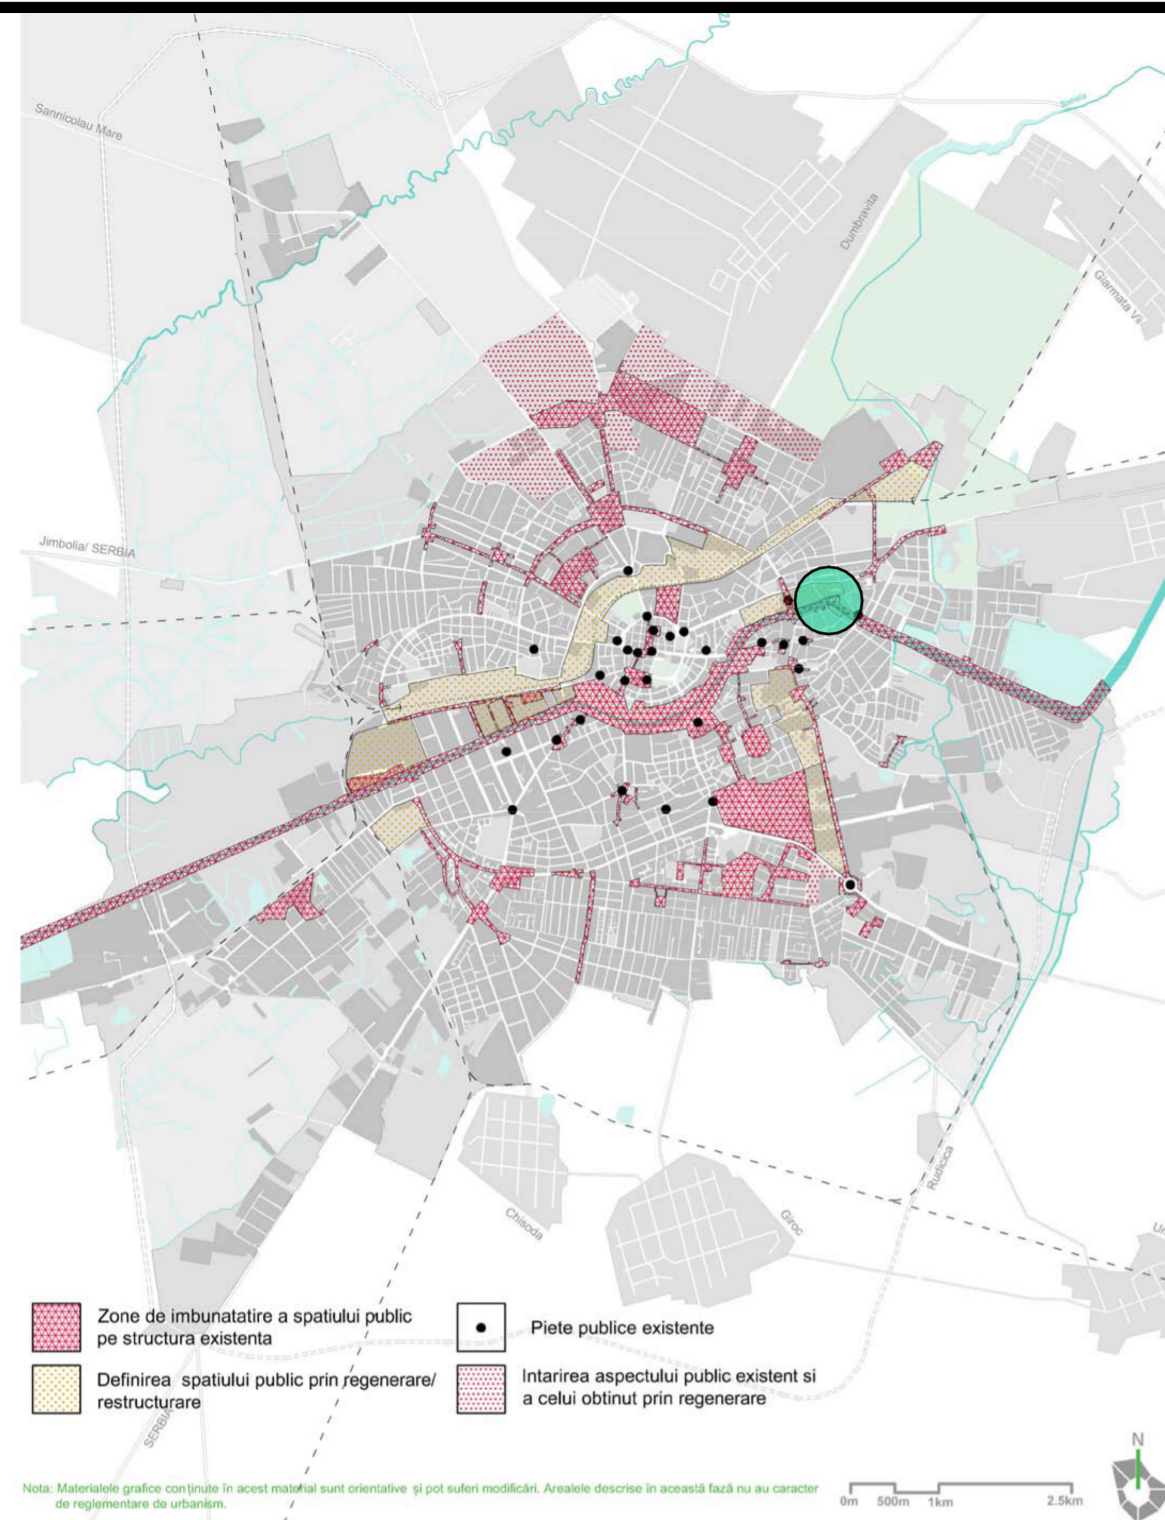 Sannicolau Mare
Behela
Dumbravita
Giarmata Vii
Jimbolia/ SERBIA
Rudicica
Chisoda
Giroc
SERBIA
Zone de imbunatatire a spatiului public
pe structura existenta
Piete publice existente
Definirea spatiului public prin regenerare/
restructurare
Intarirea aspectului public existent si
a celui obtinut prin regenerare
N
Nota: Materialele grafice conținute în acest material sunt orientative și pot suferi modificări. Arealele descrise în această fază nu au caracter
de reglementare de urbanism.
0m 500m 1km 2.5km